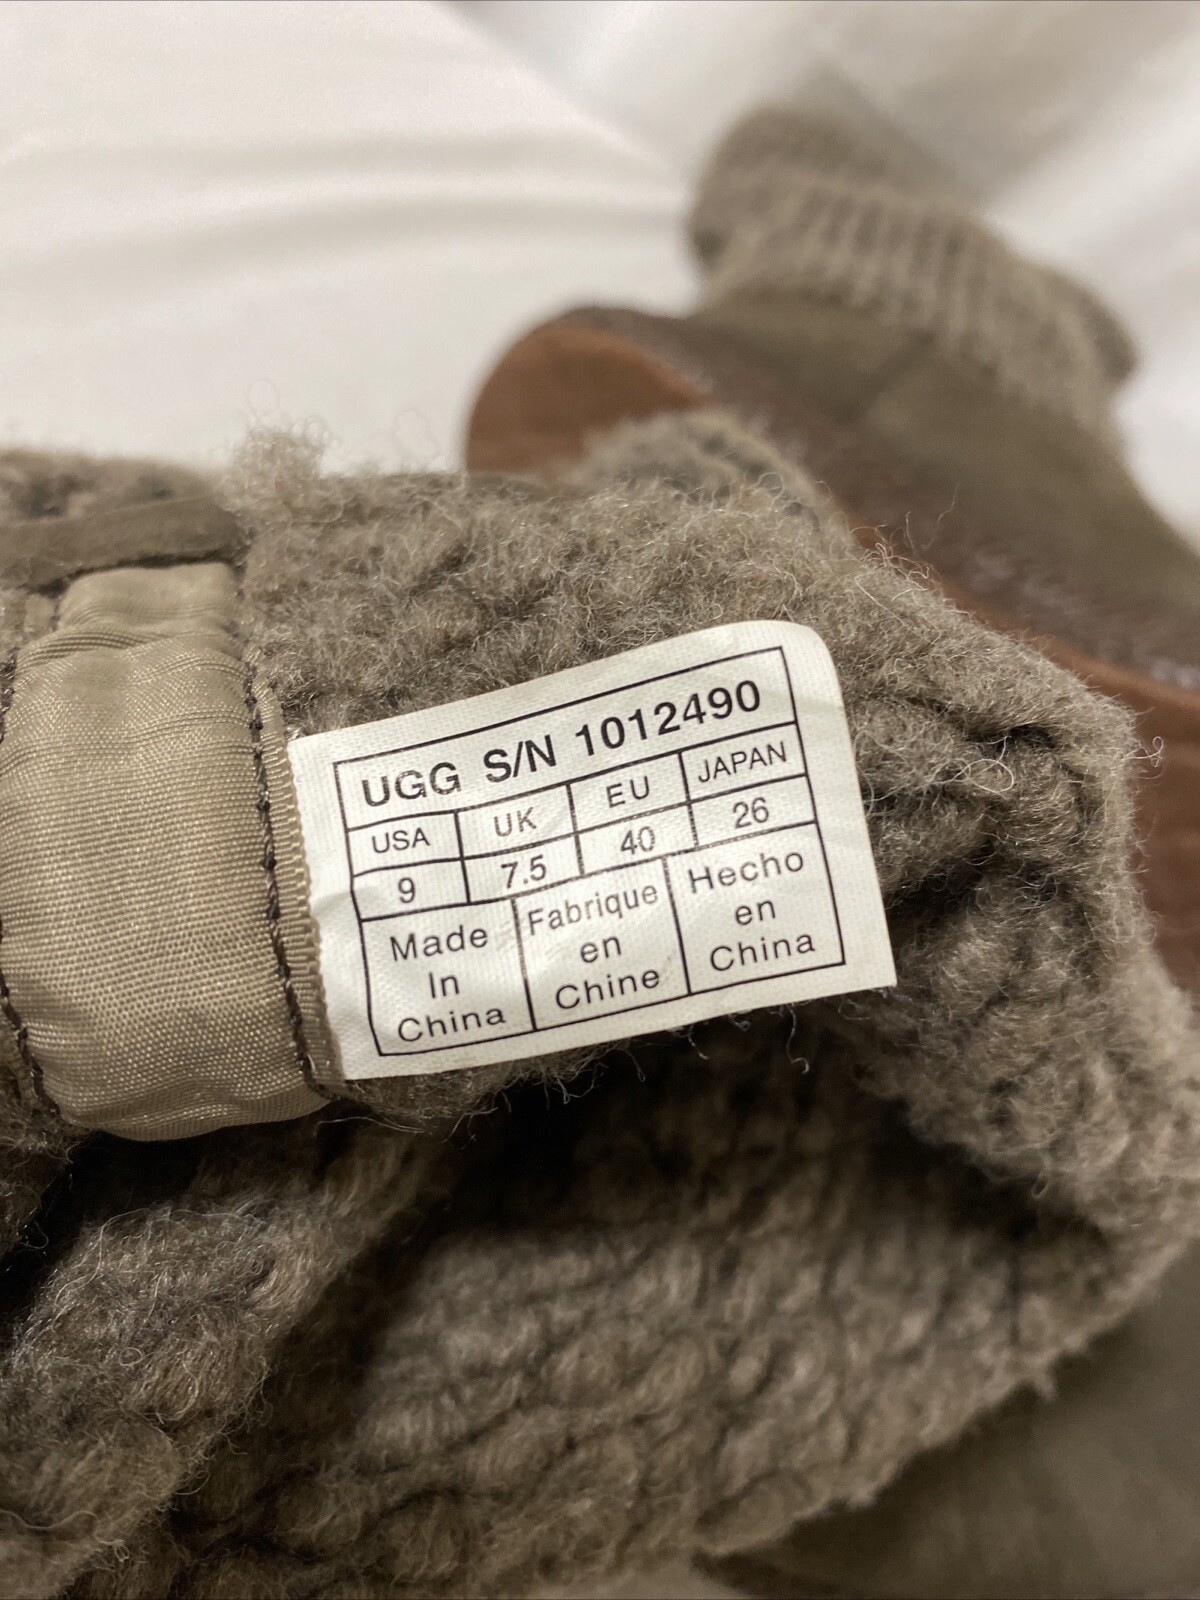 UGG S/N 1012490
USA UK EU JAPAN
9 7.5 40 26
Made In China
Fabrique en Chine
Hecho en China